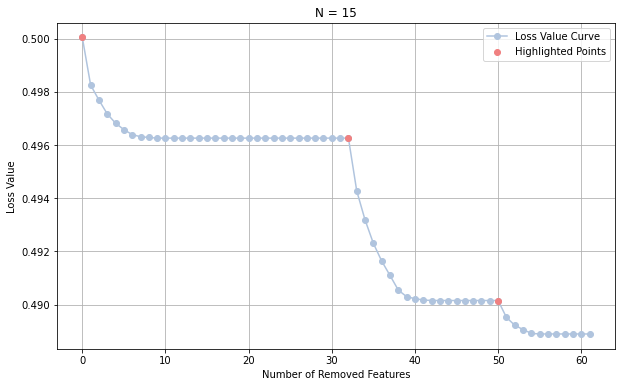 N = 15
Loss Value Curve
Highlighted Points
0.500
0.498
0.496
0.494
0.492
0.490
Loss Value
0 10 20 30 40 50 60
Number of Removed Features